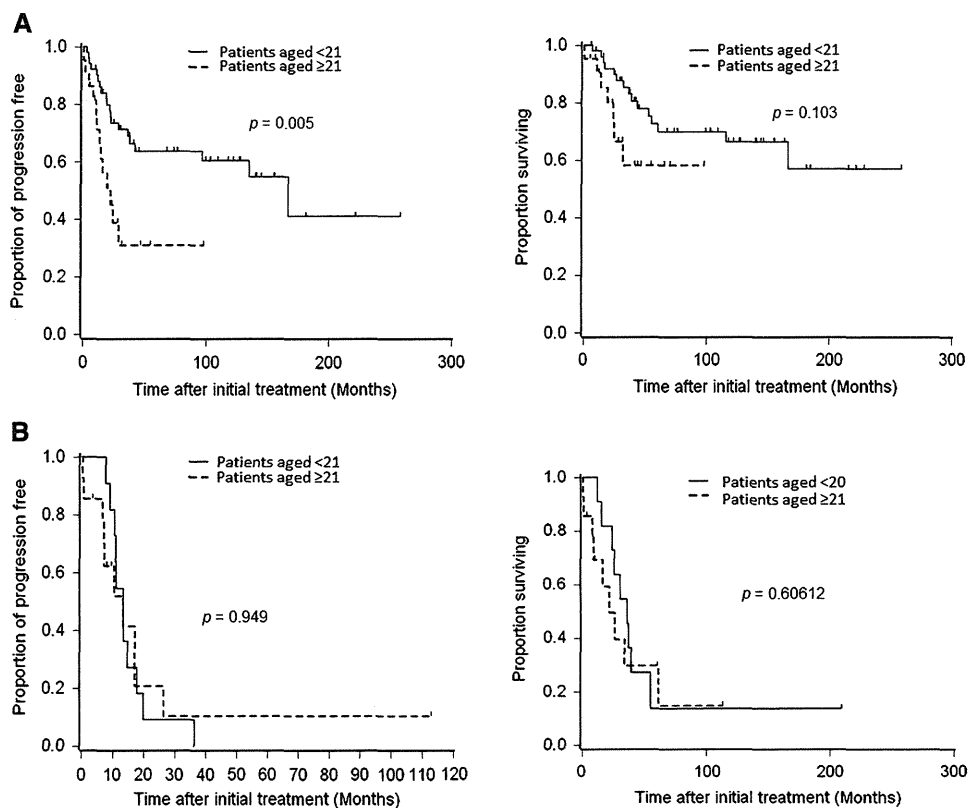 A
Patients aged <21
Patients aged ≥21
p = 0.005
Proportion of progression free
1.0
0.8
0.6
0.4
0.2
0.0
0 100 200 300
Time after initial treatment (Months)
Patients aged <21
Patients aged ≥21
p = 0.103
Proportion surviving
1.0
0.8
0.6
0.4
0.2
0.0
0 100 200 300
Time after initial treatment (Months)
B
Patients aged <21
Patients aged ≥21
p = 0.949
Proportion of progression free
1.0
0.8
0.6
0.4
0.2
0.0
0 10 20 30 40 50 60 70 80 90 100 110 120
Time after initial treatment (Months)
Patients aged <20
Patients aged ≥21
p = 0.60612
Proportion surviving
1.0
0.8
0.6
0.4
0.2
0.0
0 100 200 300
Time after initial treatment (Months)